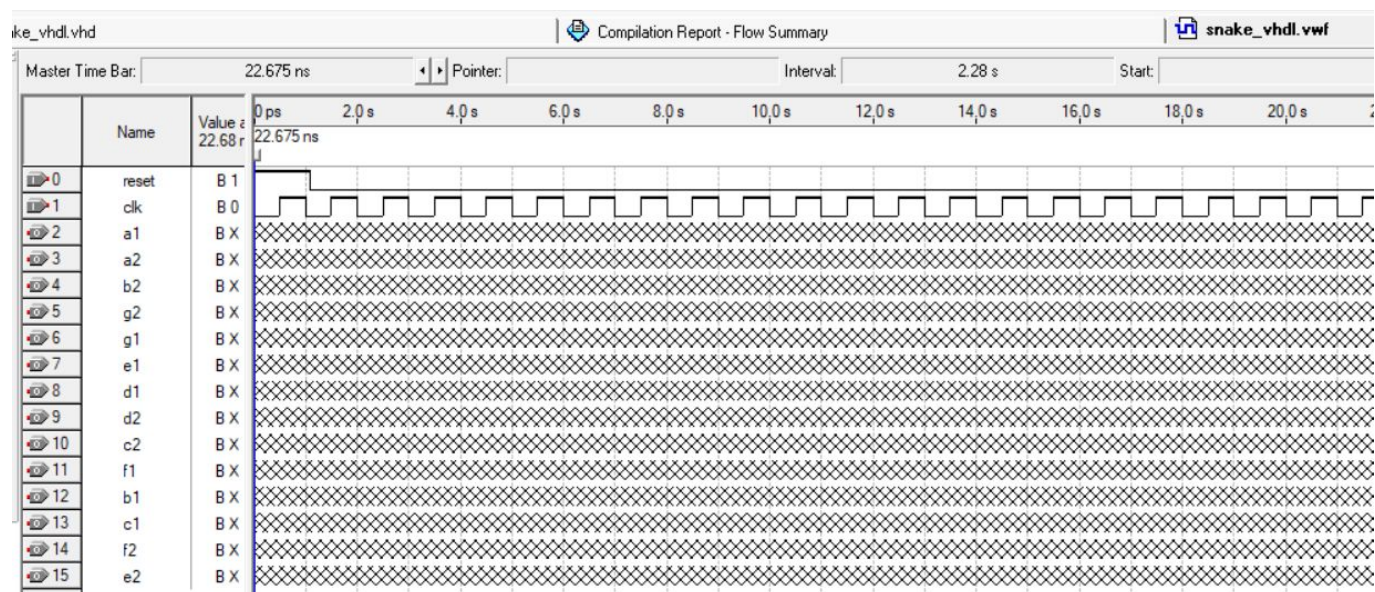 ke_vhdl.vhd Compilation Report - Flow Summary snake_vhdl.vwf
Master Time Bar: 22.675 ns Pointer: Interval: 2.28 s Start:
Name Value a 22.68 n
0 ps 2.0 s 4.0 s 6.0 s 8.0 s 10.0 s 12.0 s 14.0 s 16.0 s 18.0 s 20.0 s 2
22.675 ns
0 reset B 1
1 clk B 0
2 a1 B X
3 a2 B X
4 b2 B X
5 g2 B X
6 g1 B X
7 e1 B X
8 d1 B X
9 d2 B X
10 c2 B X
11 f1 B X
12 b1 B X
13 c1 B X
14 f2 B X
15 e2 B X